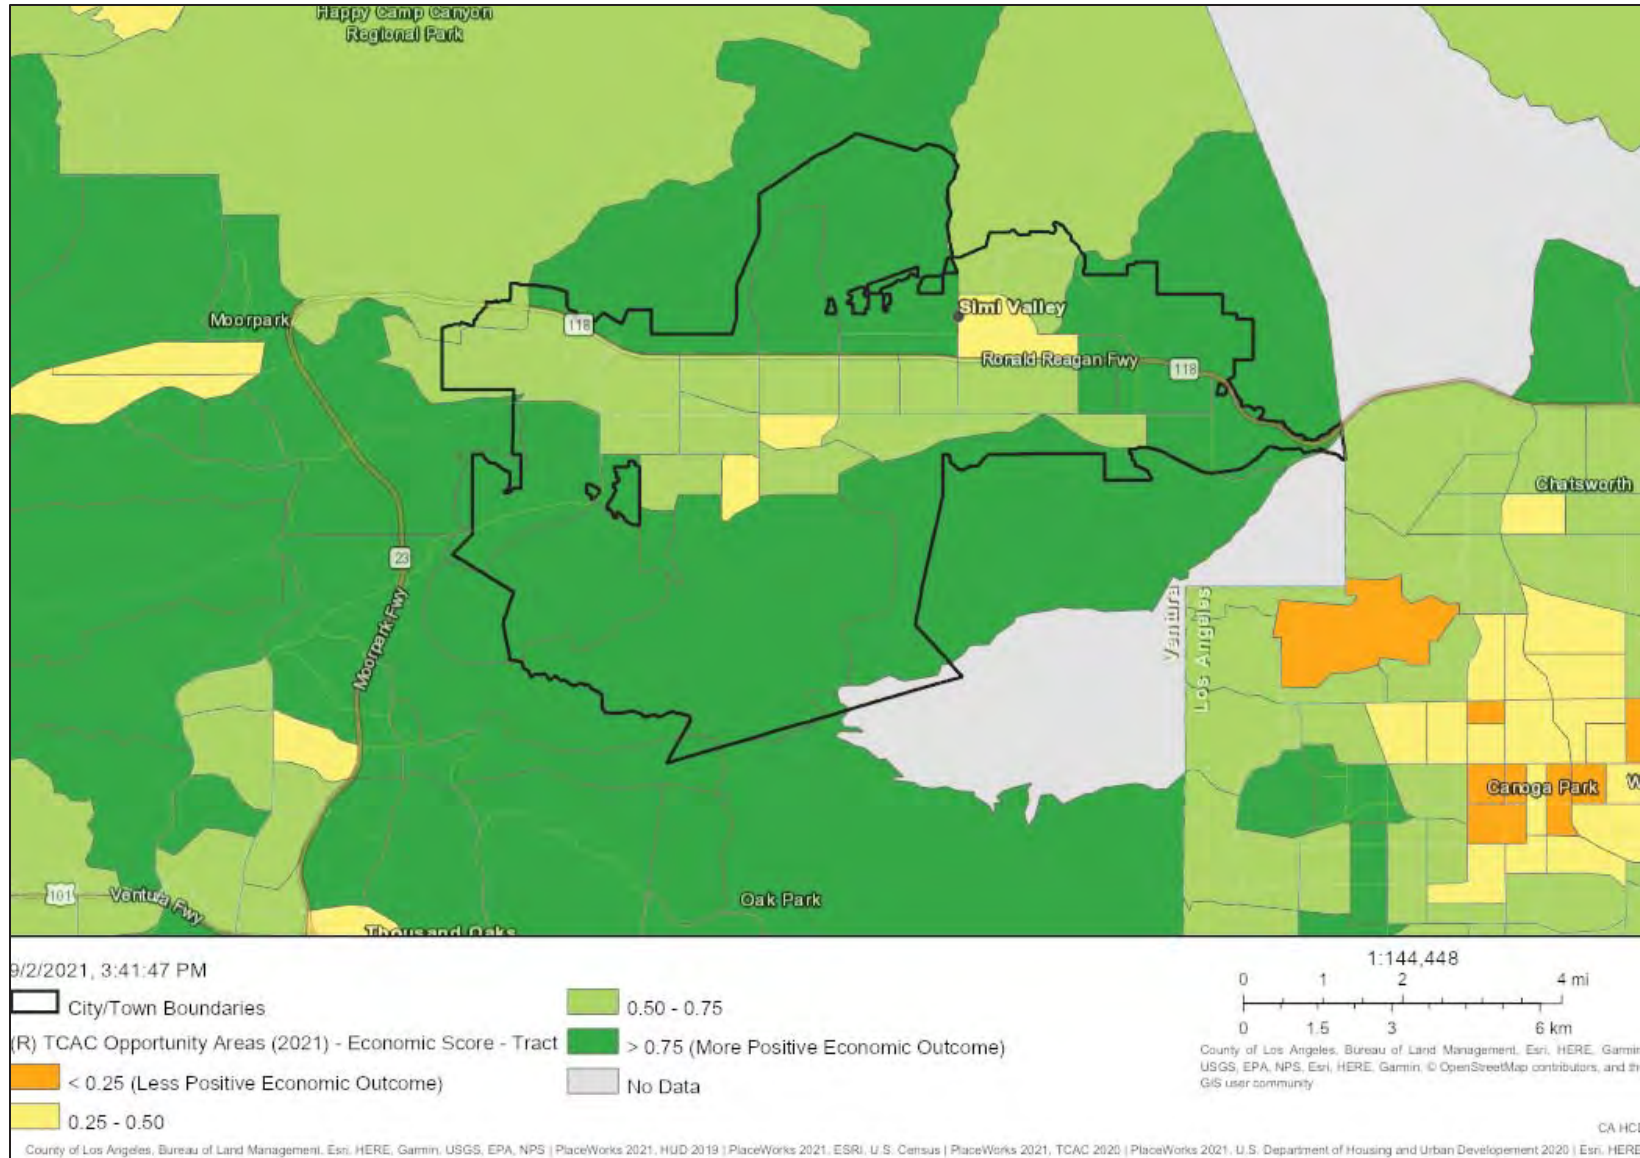 Happy Camp Canyon
Regional Park
Moorpark
118
Simi Valley
Ronald Reagan Fwy
118
Chatsworth
23
Moorpark Fwy
Ventura
Los Angeles
Canoga Park
W
101
Ventura Fwy
Oak Park
Thousand Oaks
9/2/2021, 3:41:47 PM
City/Town Boundaries
(R) TCAC Opportunity Areas (2021) - Economic Score - Tract
< 0.25 (Less Positive Economic Outcome)
0.25 - 0.50
0.50 - 0.75
> 0.75 (More Positive Economic Outcome)
No Data
1:144,448
0 1 2 4 mi
0 1.5 3 6 km
County of Los Angeles, Bureau of Land Management, Esri, HERE, Garmin
USGS, EPA, NPS, Esri, HERE, Garmin, © OpenStreetMap contributors, and the
GIS user community
CA HCD
County of Los Angeles, Bureau of Land Management, Esri, HERE, Garmin, USGS, EPA, NPS | PlaceWorks 2021, HUD 2019 | PlaceWorks 2021, ESRI, U.S. Census | PlaceWorks 2021, TCAC 2020 | PlaceWorks 2021, U.S. Department of Housing and Urban Developement 2020 | Esri, HERE